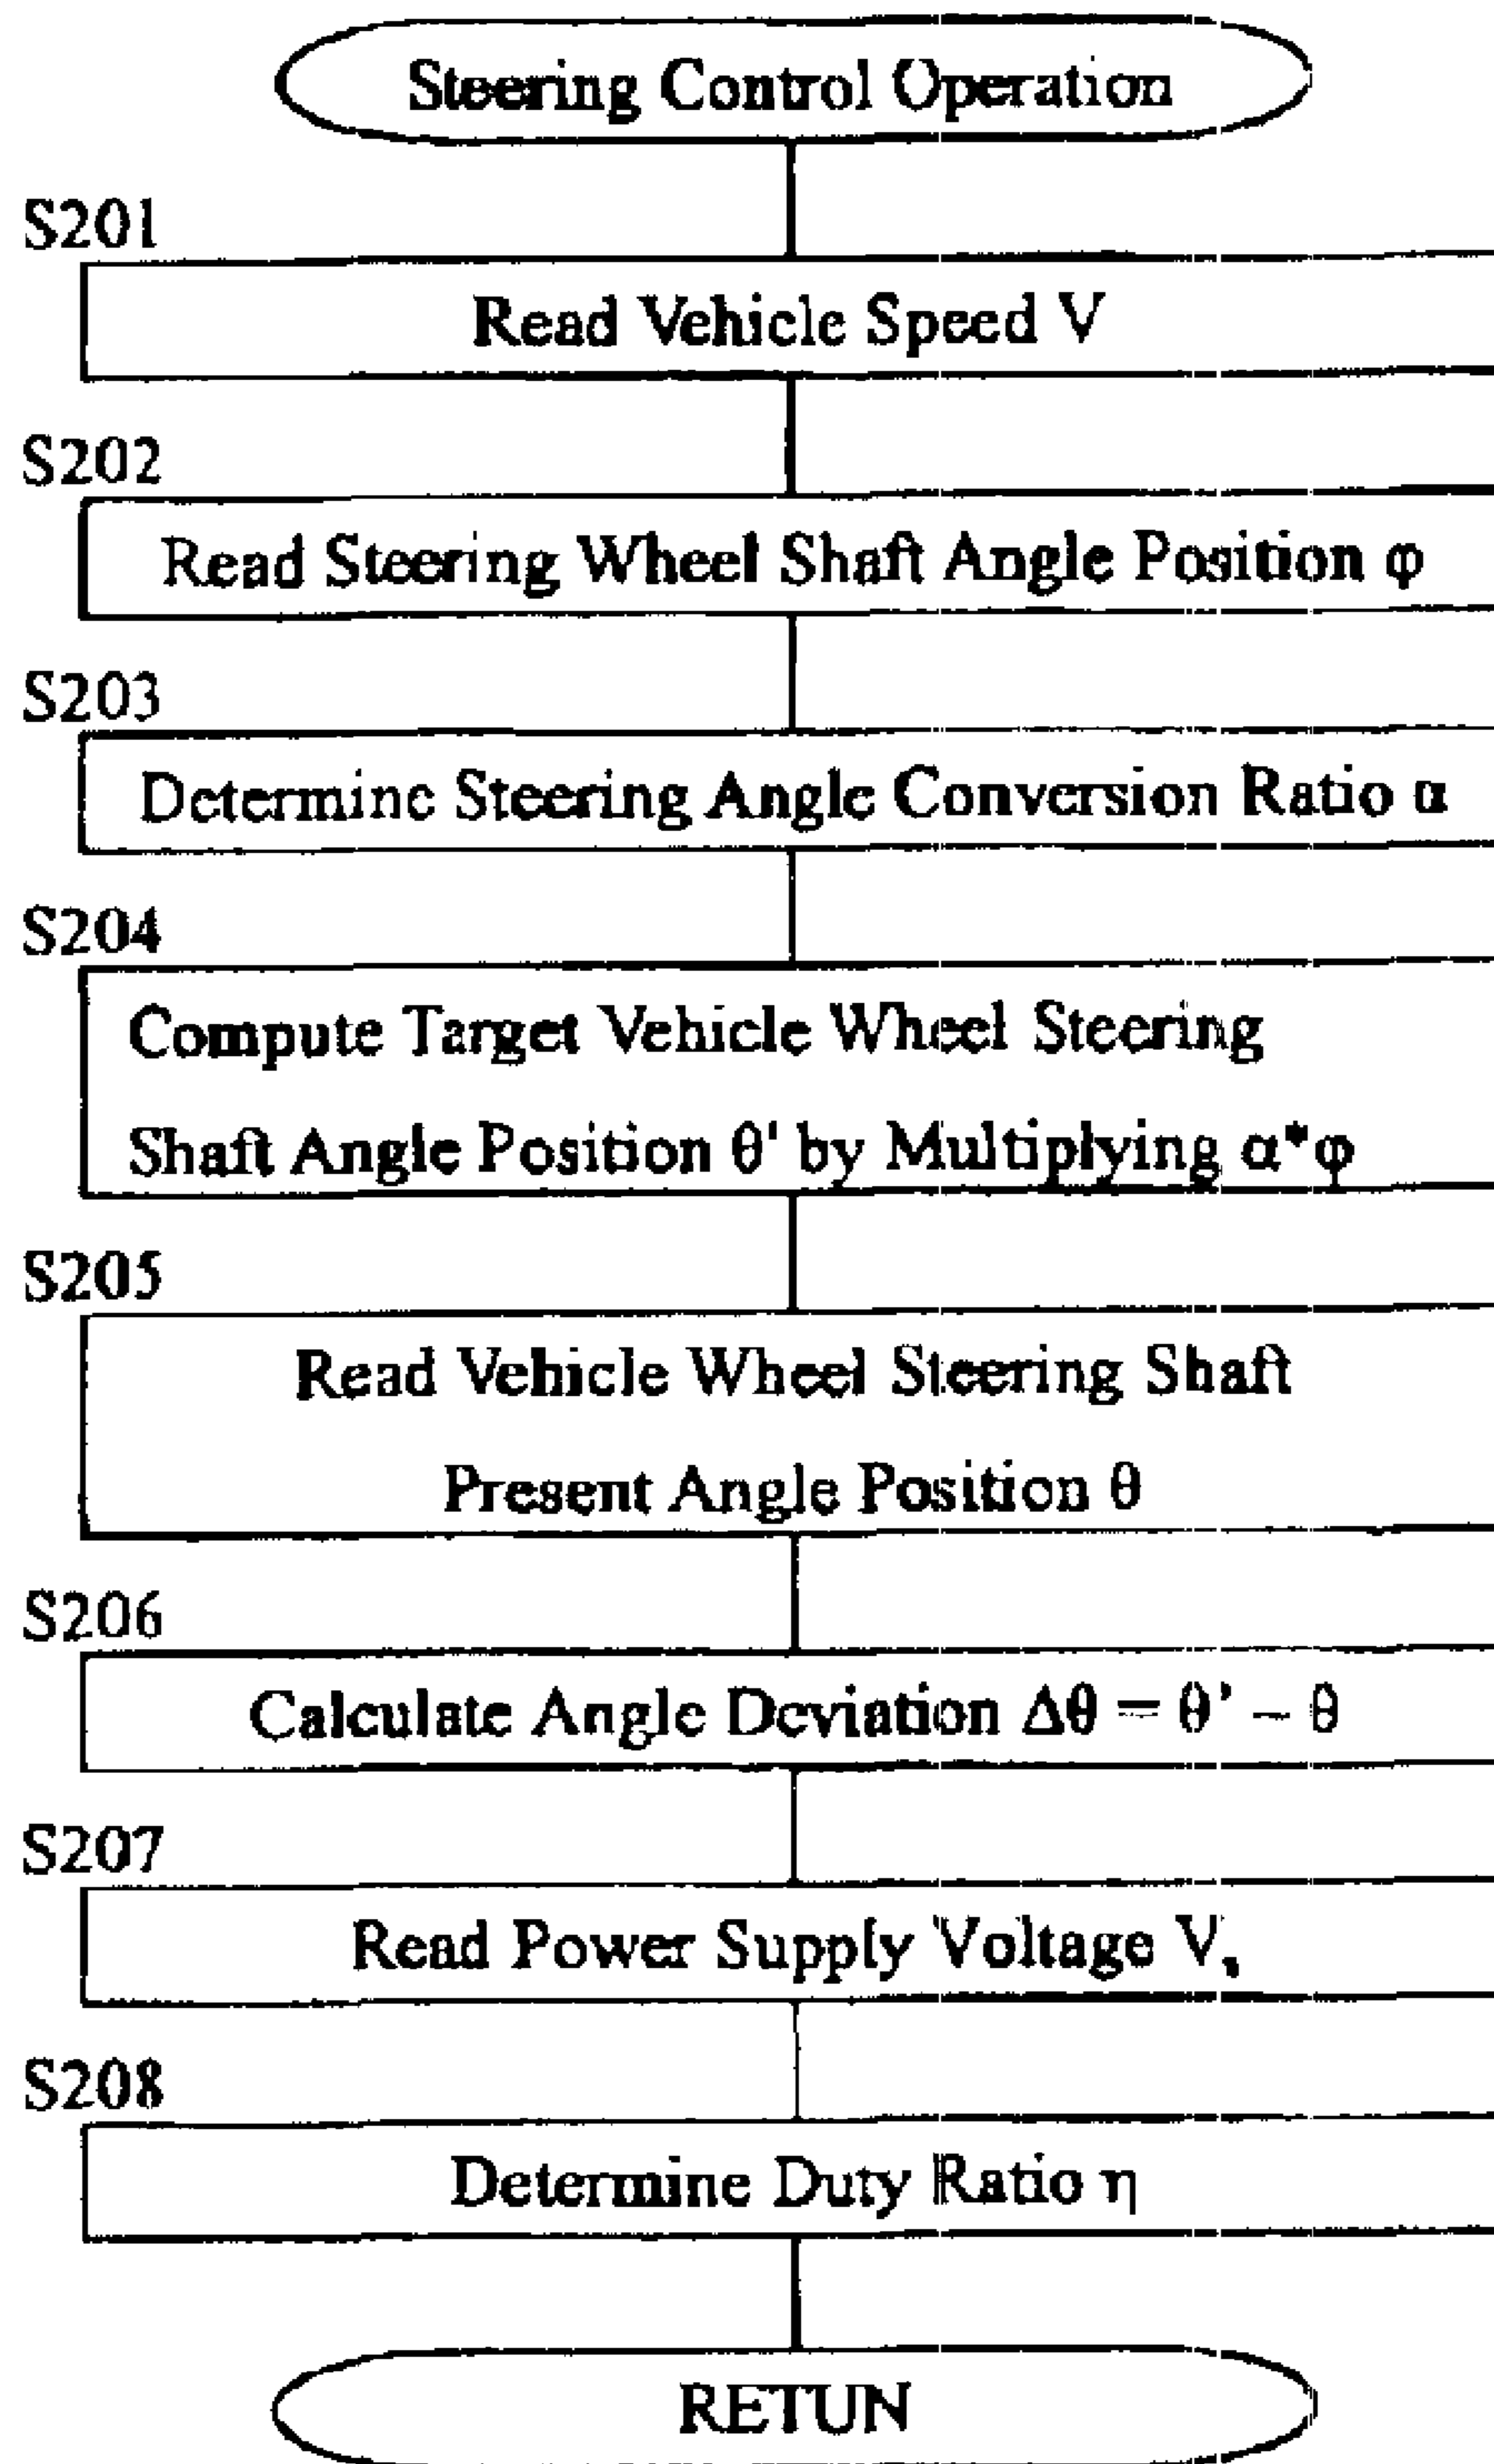 Steering Control Operation
S201
Read Vehicle Speed V
S202
Read Steering Wheel Shaft Angle Position φ
S203
Determine Steering Angle Conversion Ratio α
S204
Compute Target Vehicle Wheel Steering
Shaft Angle Position θ' by Multiplying α*φ
S205
Read Vehicle Wheel Steering Shaft
Present Angle Position θ
S206
Calculate Angle Deviation Δθ = θ' – θ
S207
Read Power Supply Voltage Vs
S208
Determine Duty Ratio η
RETUN